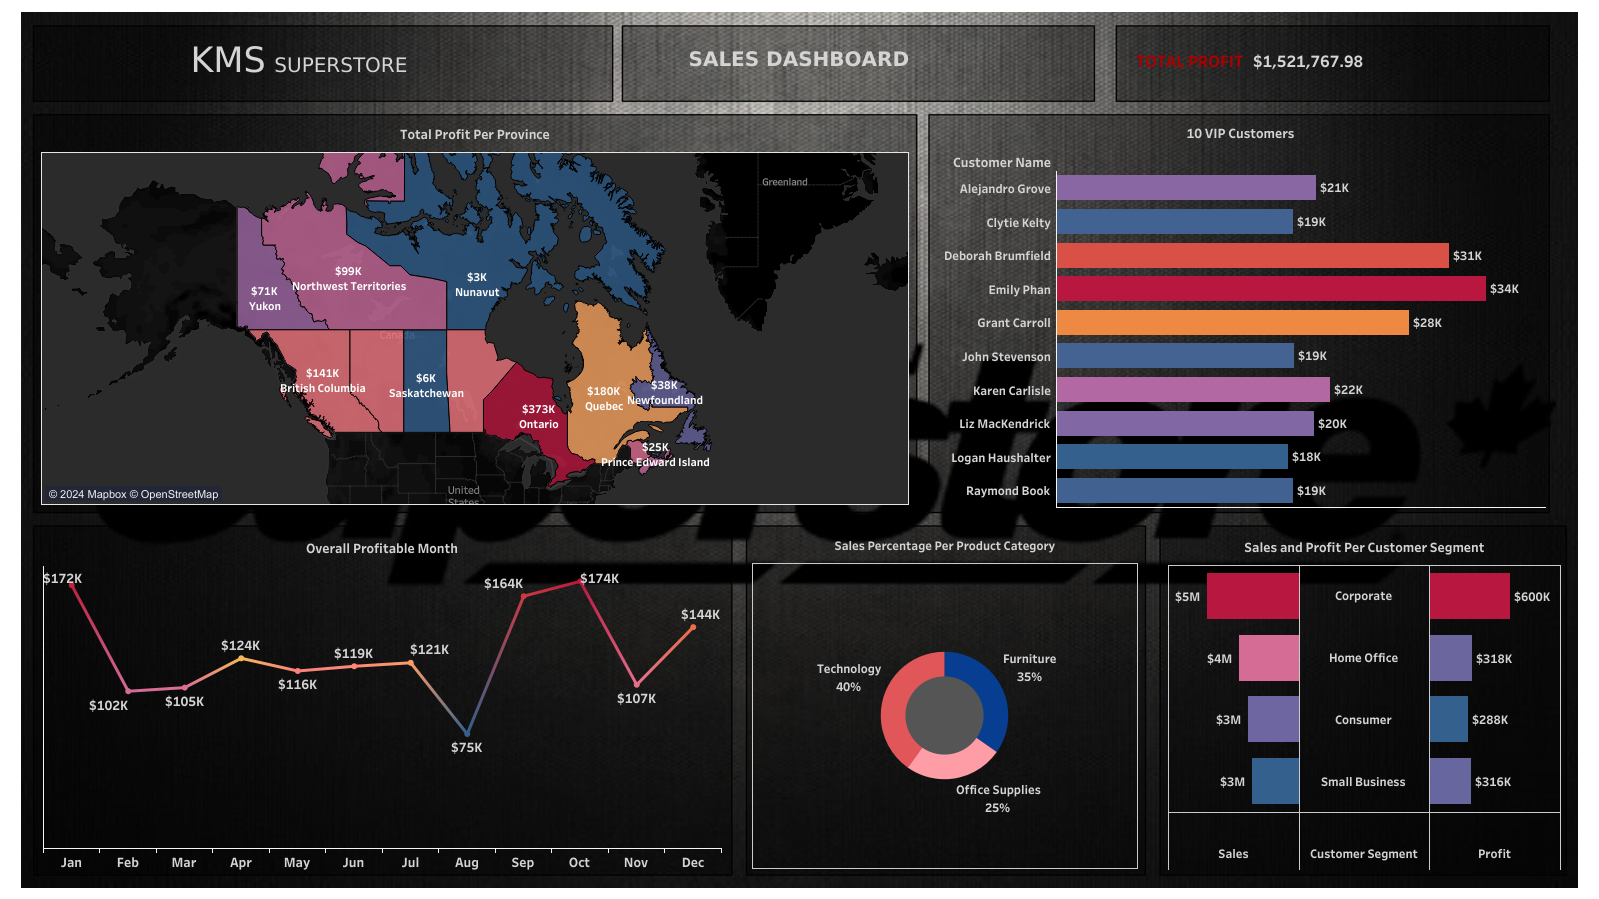 KMS SUPERSTORE
SALES DASHBOARD
TOTAL PROFIT $1,521,767.98
Total Profit Per Province
Greenland
$99K
Northwest Territories
$3K
Nunavut
$71K
Yukon
Canada
$141K
British Columbia
$6K
Saskatchewan
$373K
Ontario
$180K
Quebec
$38K
Newfoundland
$25K
Prince Edward Island
United
States
© 2024 Mapbox © OpenStreetMap
10 VIP Customers
Customer Name
Alejandro Grove $21K
Clytie Kelty $19K
Deborah Brumfield $31K
Emily Phan $34K
Grant Carroll $28K
John Stevenson $19K
Karen Carlisle $22K
Liz MacKendrick $20K
Logan Haushalter $18K
Raymond Book $19K
Superstore
Overall Profitable Month
$172K
$102K
$105K
$124K
$116K
$119K
$121K
$75K
$164K
$174K
$107K
$144K
Jan Feb Mar Apr May Jun Jul Aug Sep Oct Nov Dec
Sales Percentage Per Product Category
Technology
40%
Furniture
35%
Office Supplies
25%
Sales and Profit Per Customer Segment
$5M Corporate $600K
$4M Home Office $318K
$3M Consumer $288K
$3M Small Business $316K
Sales Customer Segment Profit